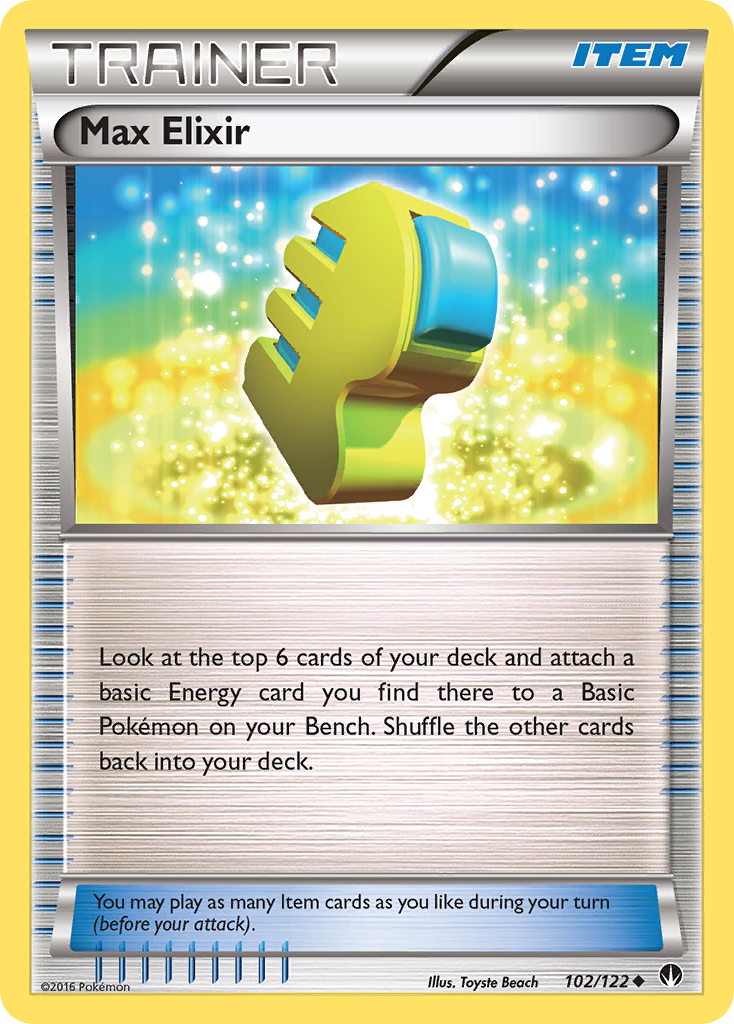 TRAINER
ITEM
Max Elixir
Look at the top 6 cards of your deck and attach a
basic Energy card you find there to a Basic
Pokémon on your Bench. Shuffle the other cards
back into your deck.
You may play as many Item cards as you like during your turn
(before your attack).
©2016 Pokémon
Illus. Toyste Beach
102/122